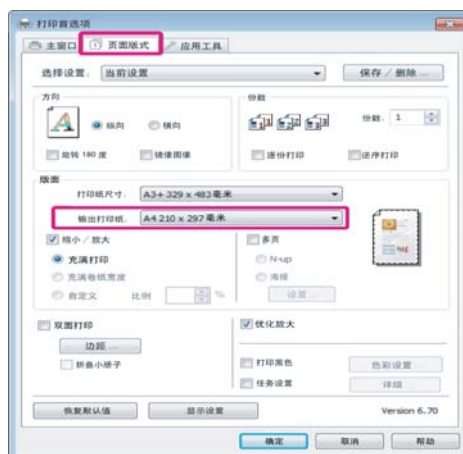 打印首选项
主窗口 页面版式 应用工具
选择设置: 当前设置 保存 / 删除...
方向
纵向 横向
旋转 180 度 镜像图像
份数
份数: 1
逐份打印 逆序打印
版面
打印纸尺寸: A3+ 329 x 483 毫米
输出打印纸: A4 210 x 297 毫米
缩小 / 放大
充满打印
充满卷纸宽度
自定义 比例 %
多页
N-up
海报
设置...
双面打印
边距...
折叠小册子
优化放大
打印黑色 色彩设置
任务设置 详细...
恢复默认值 显示设置 Version 6.70
确定 取消 帮助